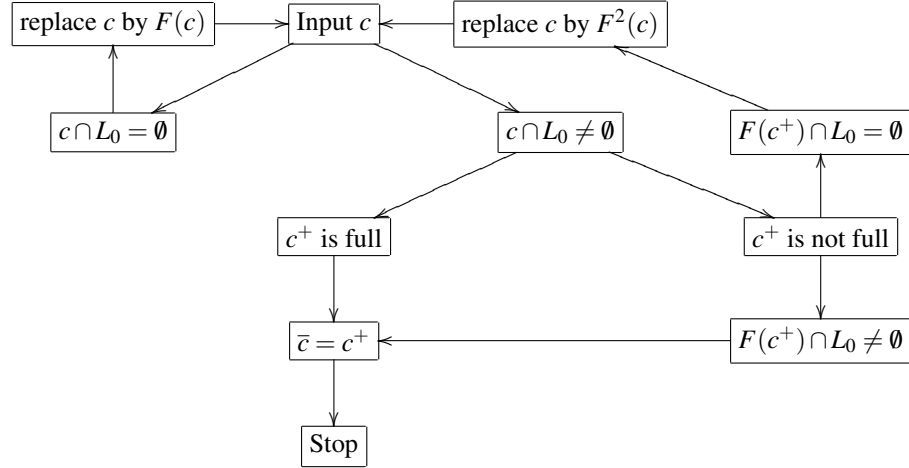 replace c by F(c)
Input c
replace c by F²(c)
c ∩ L₀ = ∅
c ∩ L₀ ≠ ∅
F(c⁺) ∩ L₀ = ∅
c⁺ is full
c⁺ is not full
c̄ = c⁺
F(c⁺) ∩ L₀ ≠ ∅
Stop